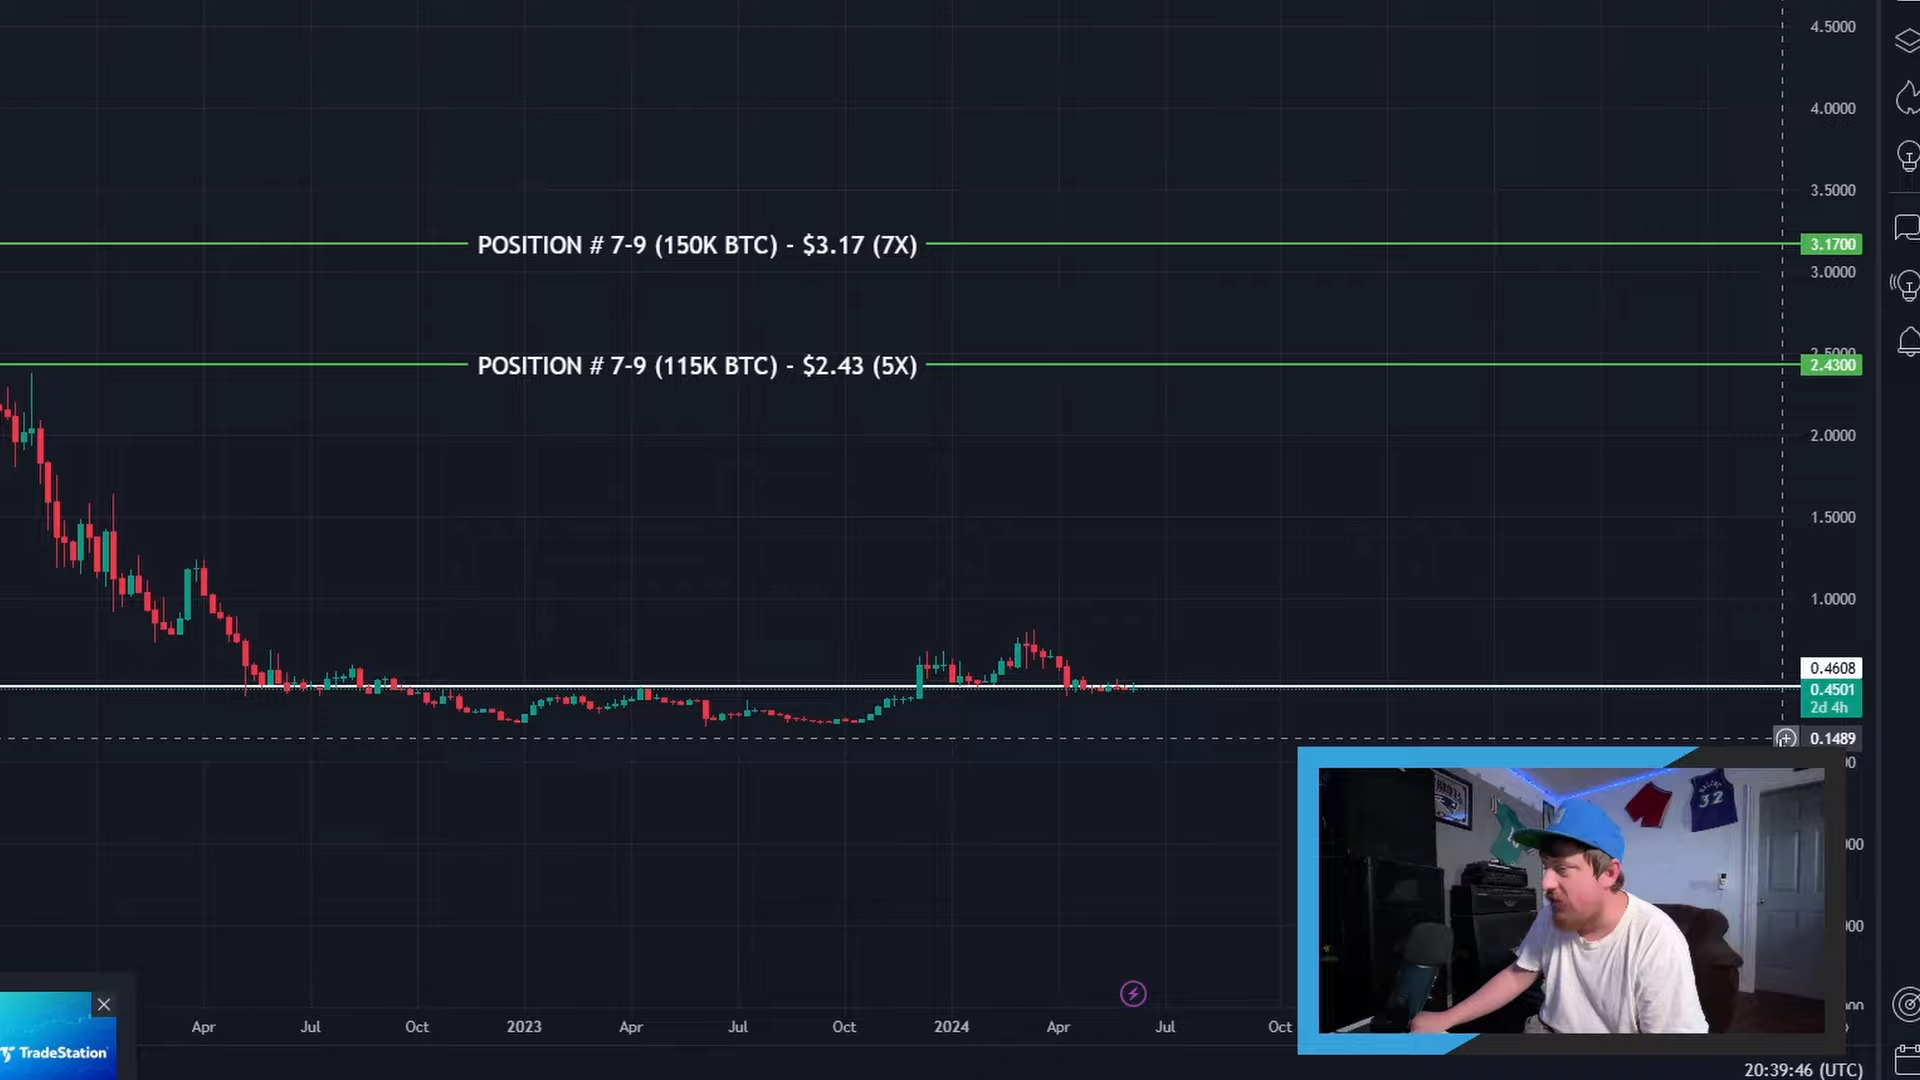 4.5000
4.0000
3.5000
POSITION # 7-9 (150K BTC) - $3.17 (7X)
3.1700
3.0000
2.5000
POSITION # 7-9 (115K BTC) - $2.43 (5X)
2.4300
2.0000
1.5000
1.0000
0.4608
0.4501
2d 4h
0.1489
32
Apr Jul Oct 2023 Apr Jul Oct 2024 Apr Jul Oct
TradeStation
20:39:46 (UTC)